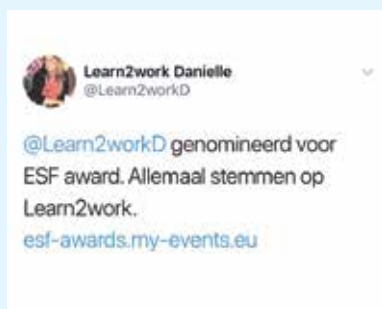 Learn2work Danielle
@Learn2workD
@Learn2workD genomineerd voor
ESF award. Allemaal stemmen op
Learn2work.
esf-awards.my-events.eu